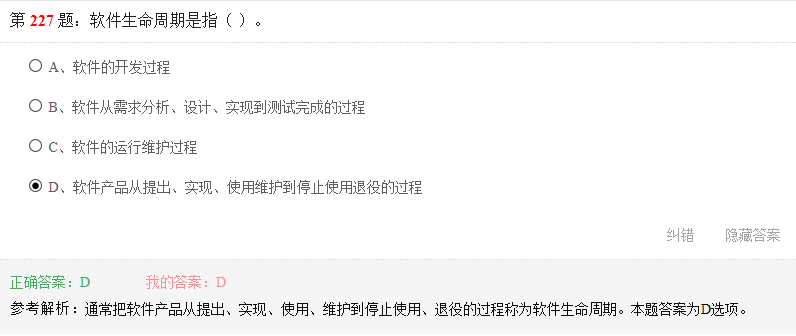 第 227 题：软件生命周期是指（ ）。
A、软件的开发过程
B、软件从需求分析、设计、实现到测试完成的过程
C、软件的运行维护过程
D、软件产品从提出、实现、使用维护到停止使用退役的过程
纠错 隐藏答案
正确答案：D 我的答案：D
参考解析：通常把软件产品从提出、实现、使用、维护到停止使用、退役的过程称为软件生命周期。本题答案为D选项。